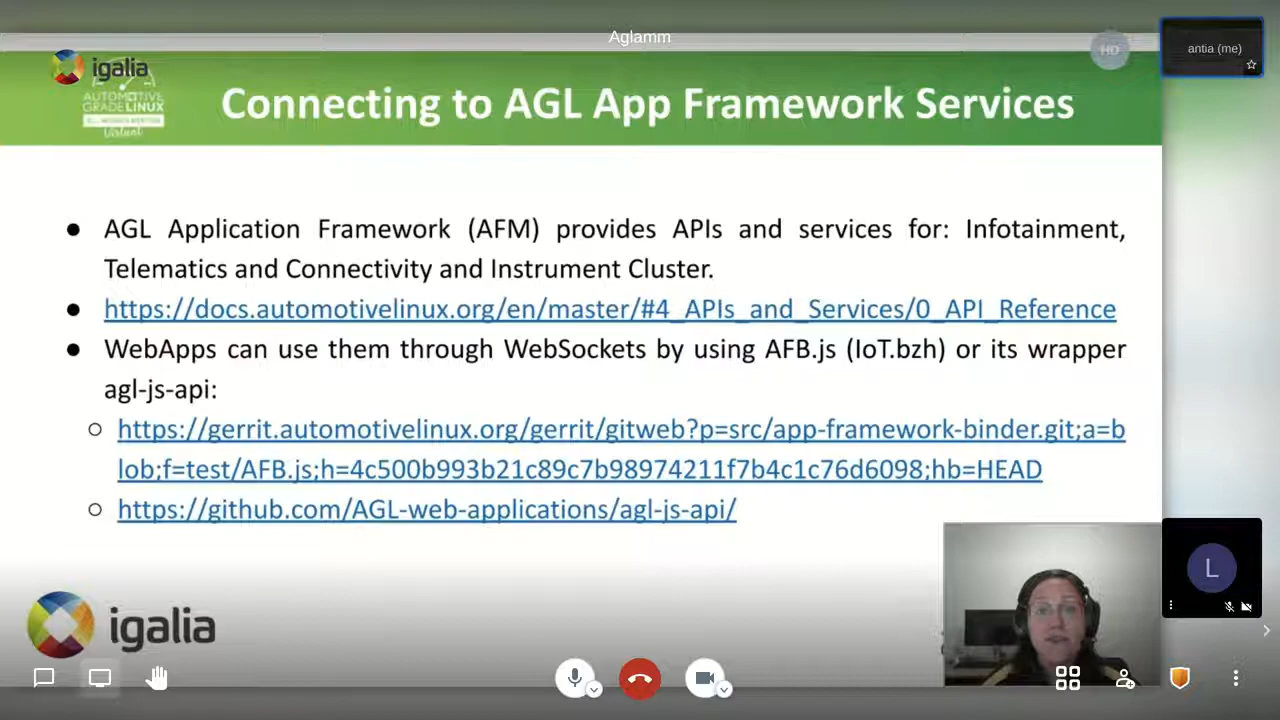 Aglamm
HD
antia (me)
igalia
AUTOMOTIVE
GRADELINUX
Virtual
Connecting to AGL App Framework Services
● AGL Application Framework (AFM) provides APIs and services for: Infotainment,
Telematics and Connectivity and Instrument Cluster.
● https://docs.automotivelinux.org/en/master/#4_APIs_and_Services/0_API_Reference
● WebApps can use them through WebSockets by using AFB.js (IoT.bzh) or its wrapper
agl-js-api:
○ https://gerrit.automotivelinux.org/gerrit/gitweb?p=src/app-framework-binder.git;a=b
lob;f=test/AFB.js;h=4c500b993b21c89c7b98974211f7b4c1c76d6098;hb=HEAD
○ https://github.com/AGL-web-applications/agl-js-api/
L
igalia